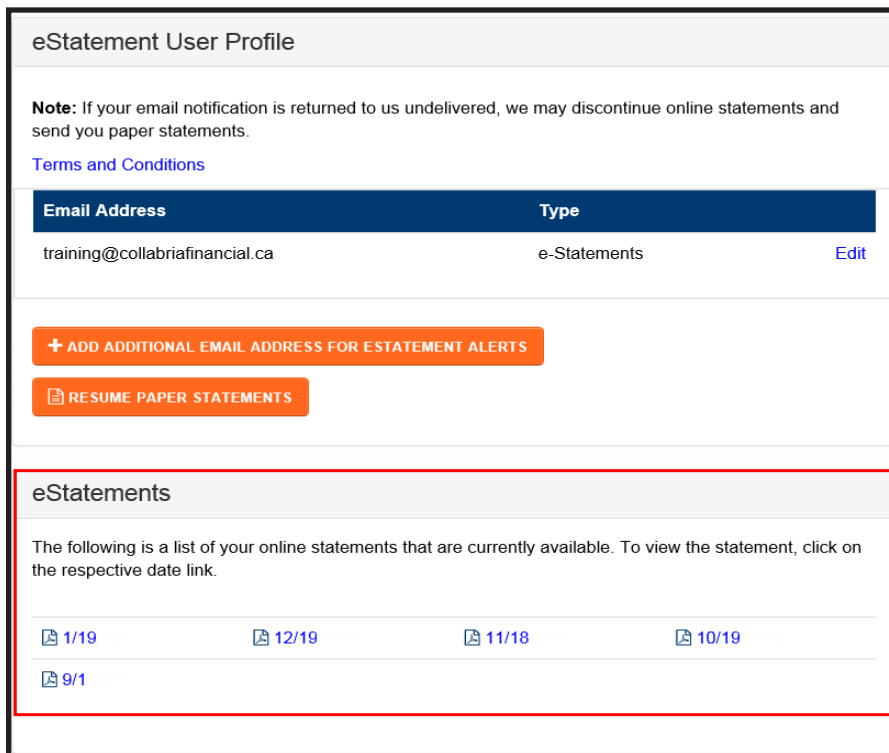 eStatement User Profile
Note: If your email notification is returned to us undelivered, we may discontinue online statements and
send you paper statements.
Terms and Conditions
Email Address Type
training@collabriafinancial.ca e-Statements Edit
+ ADD ADDITIONAL EMAIL ADDRESS FOR ESTATEMENT ALERTS
RESUME PAPER STATEMENTS
eStatements
The following is a list of your online statements that are currently available. To view the statement, click on
the respective date link.
1/19 12/19 11/18 10/19
9/1